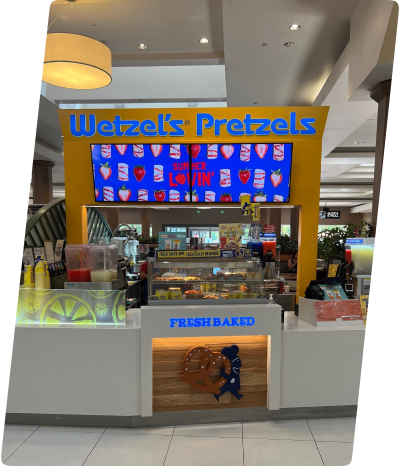 Wetzel's® Pretzels
SUMMER
LOVIN'
FRESH BAKED